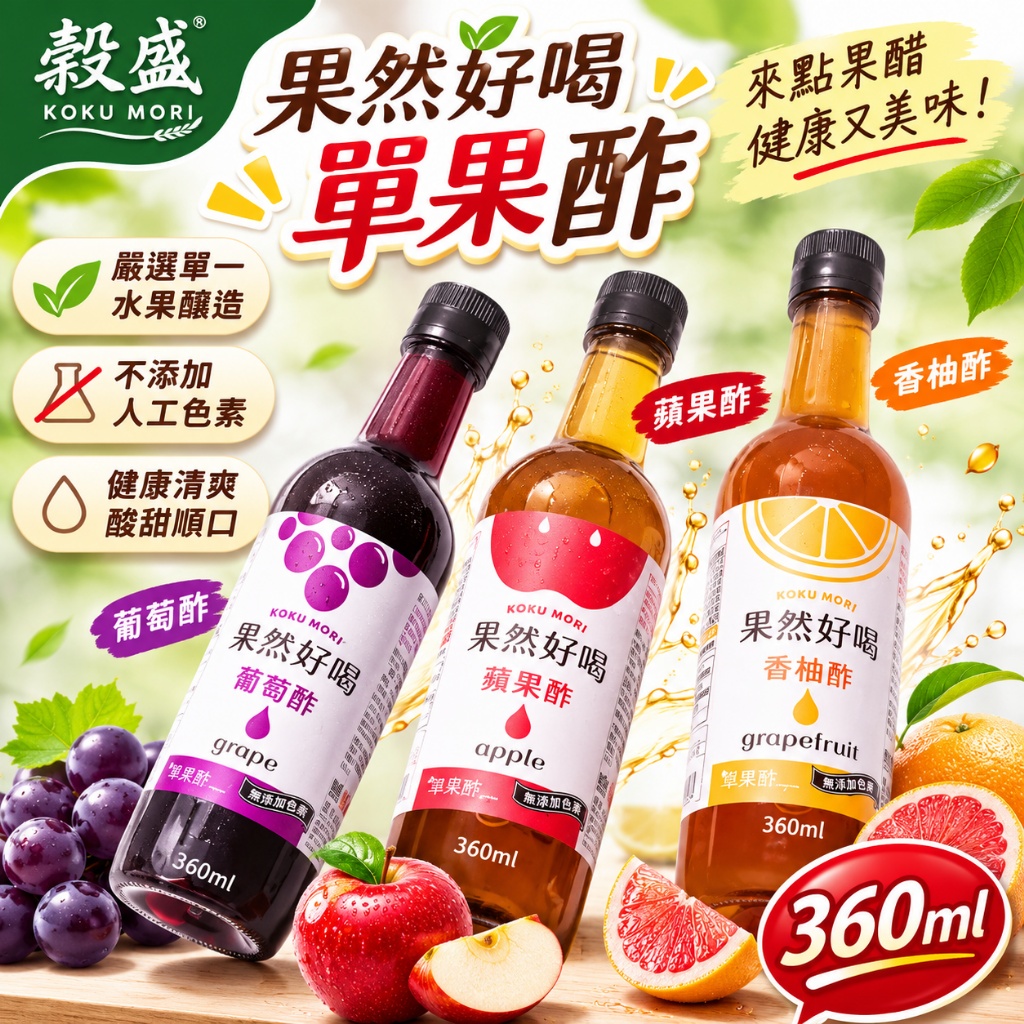 穀盛®
KOKU MORI
果然好喝
單果酢
來點果醋
健康又美味！
嚴選單一
水果釀造
不添加
人工色素
健康清爽
酸甜順口
葡萄酢
蘋果酢
香柚酢
KOKU MORI
果然好喝
葡萄酢
grape
單果酢
無添加色素
360ml
KOKU MORI
果然好喝
蘋果酢
apple
單果酢
無添加色素
360ml
KOKU MORI
果然好喝
香柚酢
grapefruit
單果酢
無添加色素
360ml
360ml